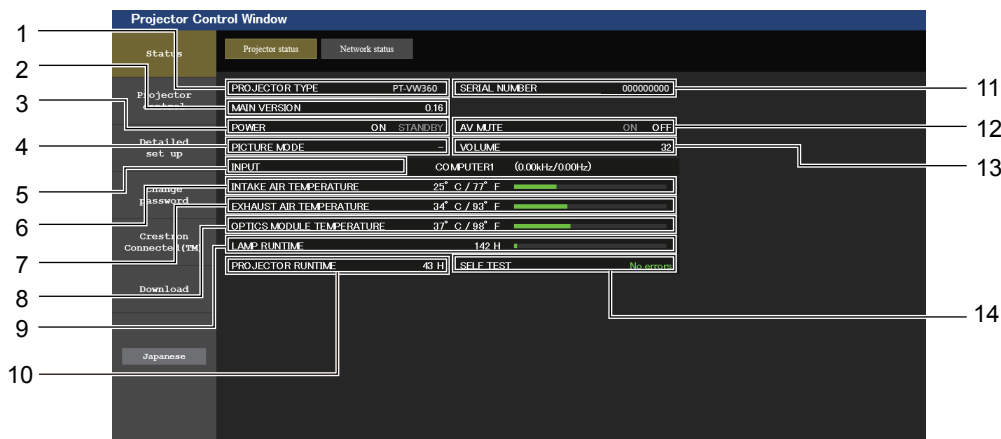 Projector Control Window
Status
Projector control
Detailed set up
Change password
Crestron Connected(TM)
Download
Japanese
Projector status Network status
PROJECTOR TYPE PT-VW360 SERIAL NUMBER 000000000
MAIN VERSION 0.16
POWER ON STANDBY AV MUTE ON OFF
PICTURE MODE – VOLUME 32
INPUT COMPUTER1 (0.00kHz/0.00Hz)
INTAKE AIR TEMPERATURE 25° C / 77° F
EXHAUST AIR TEMPERATURE 34° C / 93° F
OPTICS MODULE TEMPERATURE 37° C / 98° F
LAMP RUNTIME 142 H
PROJECTOR RUNTIME 43 H SELF TEST No errors
1
2
3
4
5
6
7
8
9
10
11
12
13
14